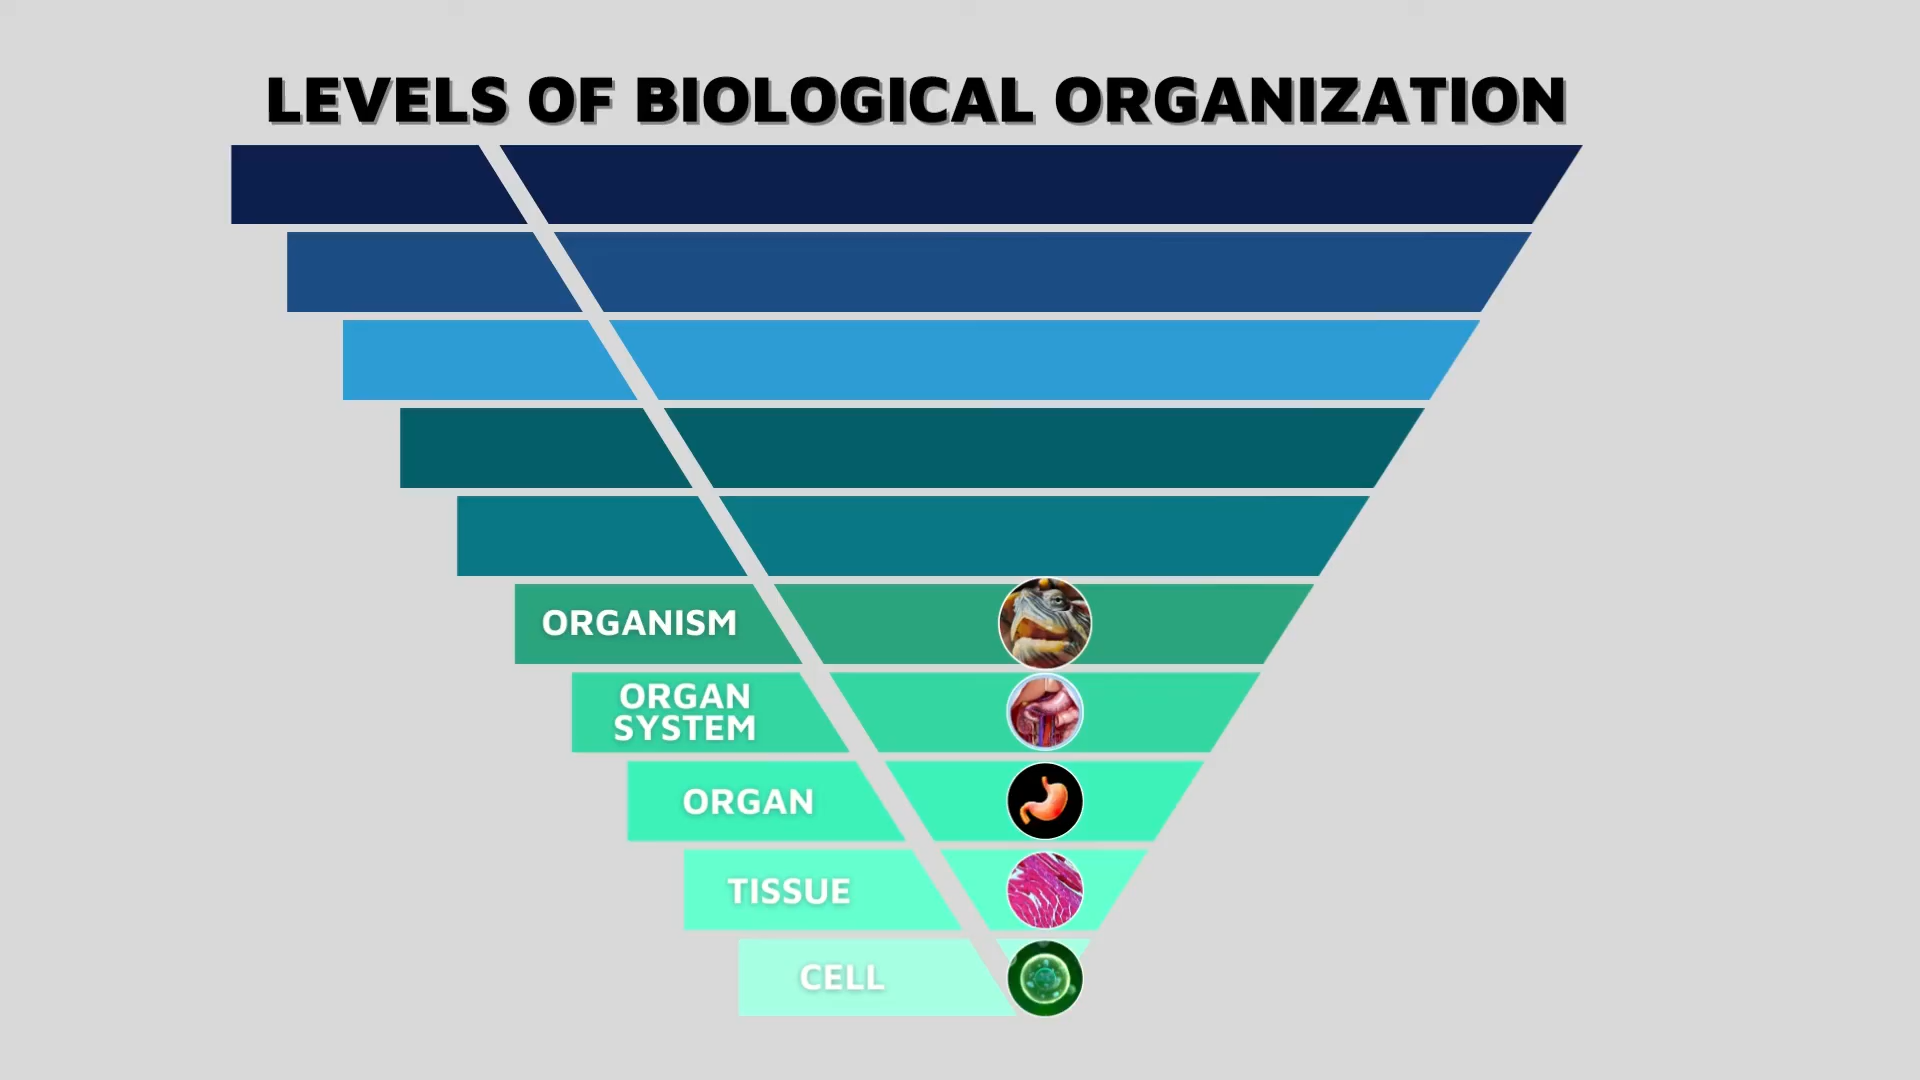 LEVELS OF BIOLOGICAL ORGANIZATION
ORGANISM
ORGAN
SYSTEM
ORGAN
TISSUE
CELL